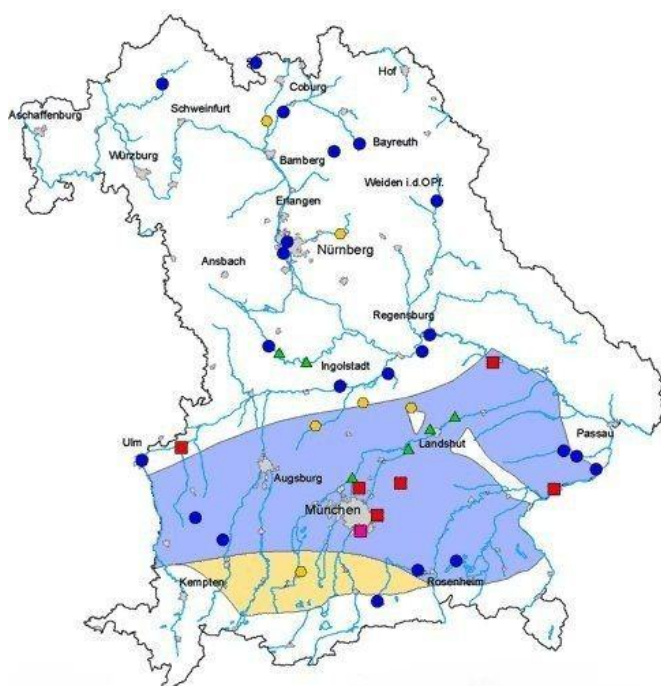 Hof
Coburg
Schweinfurt
Aschaffenburg
Bayreuth
Würzburg
Bamberg
Weiden i.d.OPf.
Erlangen
Nürnberg
Ansbach
Regensburg
Ingolstadt
Passau
Ulm
Landshut
Augsburg
München
Kempten
Rosenheim